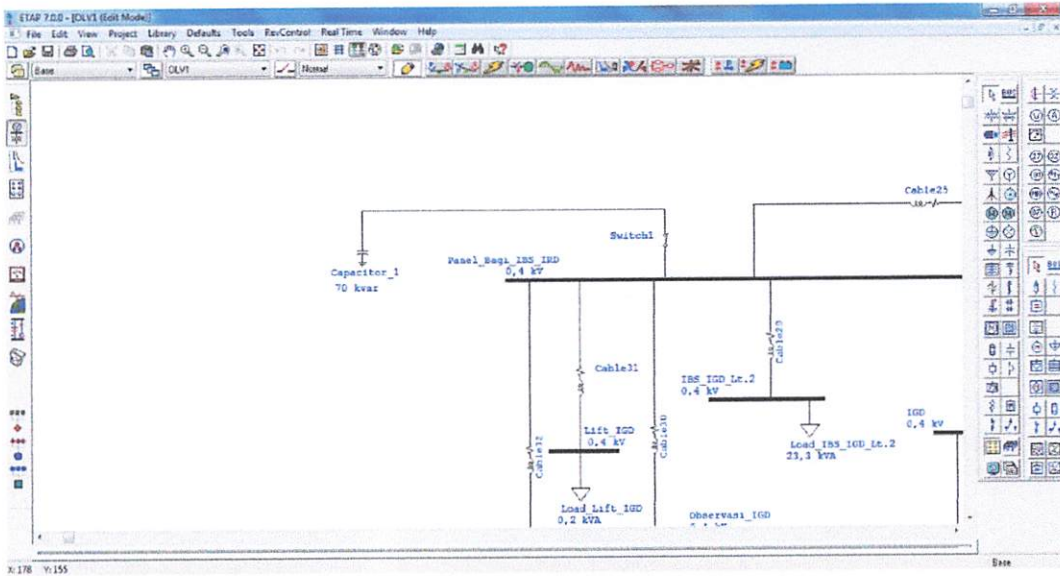 ETAP 7.0.0 - [OLV1 (Edit Mode)]
File Edit View Project Library Defaults Tools RevControl Real Time Window Help
Base OLV1 Normal
Cable25
Switch1
Capacitor_1
70 kvar
Panel_Bagi_IBS_IRD
0,4 kV
Cable29
Cable31
IBS_IGD_Lt.2
0,4 kV
IGD
0,4 kV
Lift_IGD
0,4 kV
Cable32
Cable30
Load_IBS_IGD_Lt.2
23,3 kVA
Load_Lift_IGD
0,2 kVA
Observasi_IGD
X: 178 Y: 155
Base